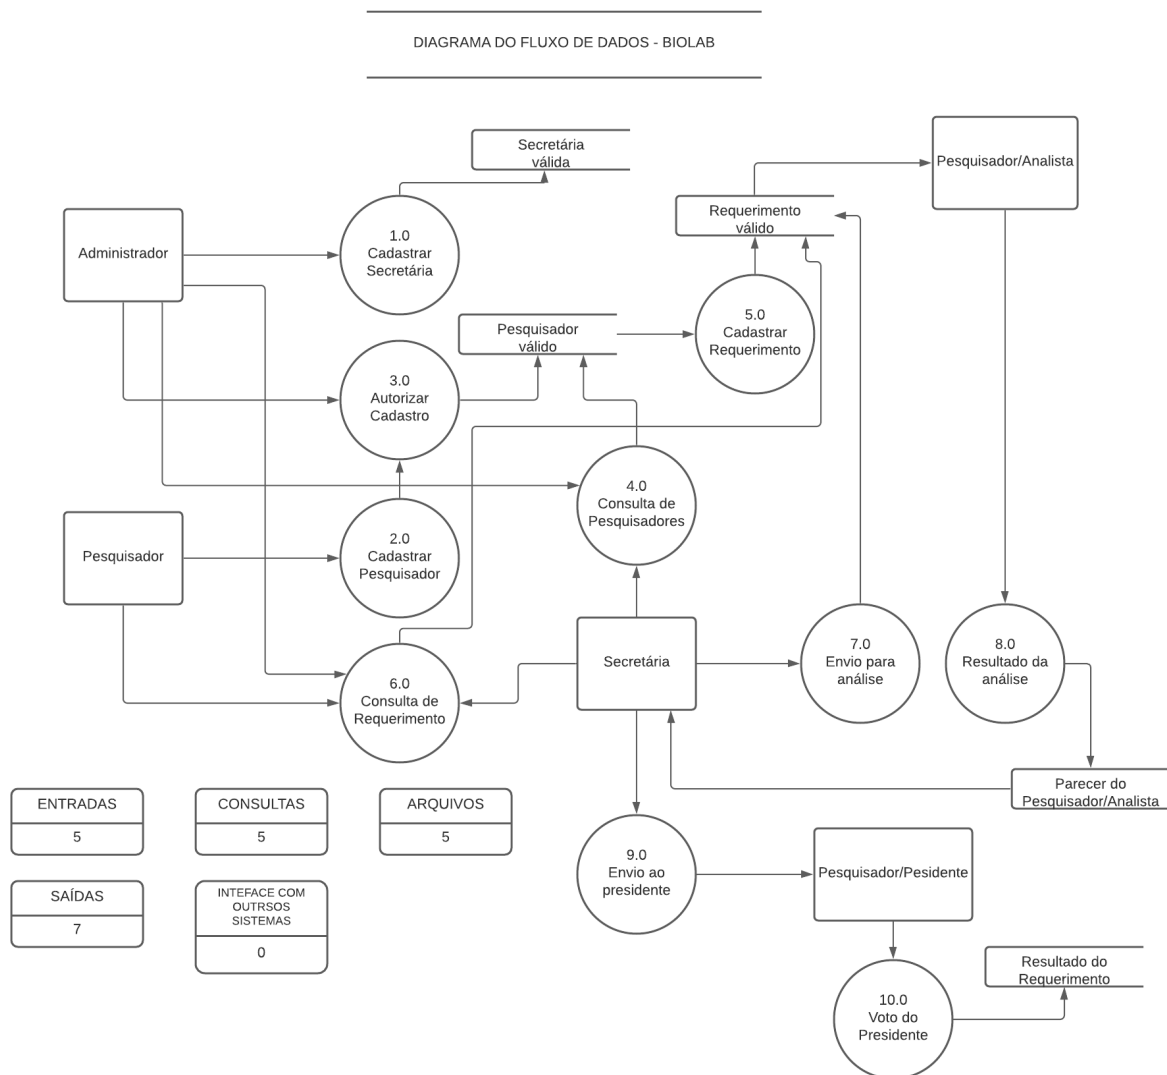 DIAGRAMA DO FLUXO DE DADOS - BIOLAB
Secretária
válida
Pesquisador/Analista
Requerimento
válido
Administrador
1.0
Cadastrar
Secretária
Pesquisador
válido
5.0
Cadastrar
Requerimento
3.0
Autorizar
Cadastro
4.0
Consulta de
Pesquisadores
Pesquisador
2.0
Cadastrar
Pesquisador
Secretária
7.0
Envio para
análise
8.0
Resultado da
análise
6.0
Consulta de
Requerimento
Parecer do
Pesquisador/Analista
ENTRADAS
5
CONSULTAS
5
ARQUIVOS
5
9.0
Envio ao
presidente
Pesquisador/Pesidente
SAÍDAS
7
INTEFACE COM
OUTRSOS
SISTEMAS
0
Resultado do
Requerimento
10.0
Voto do
Presidente